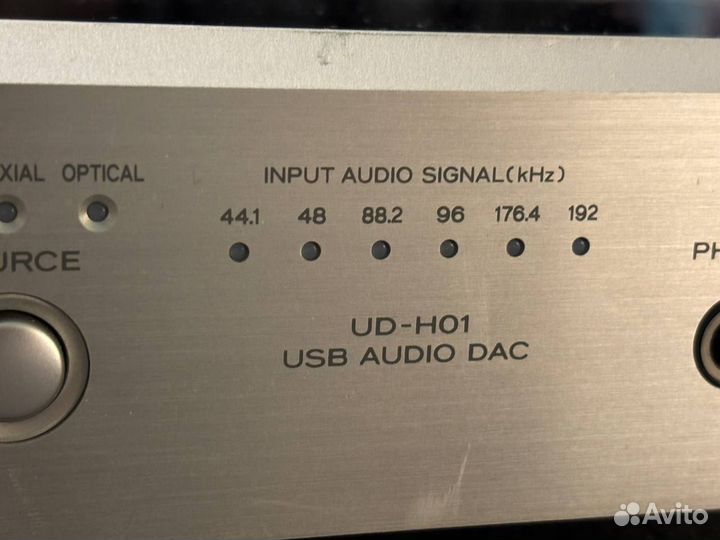 XIAL OPTICAL
INPUT AUDIO SIGNAL(kHz)
44.1 48 88.2 96 176.4 192
URCE
PH
UD-H01
USB AUDIO DAC
Avito